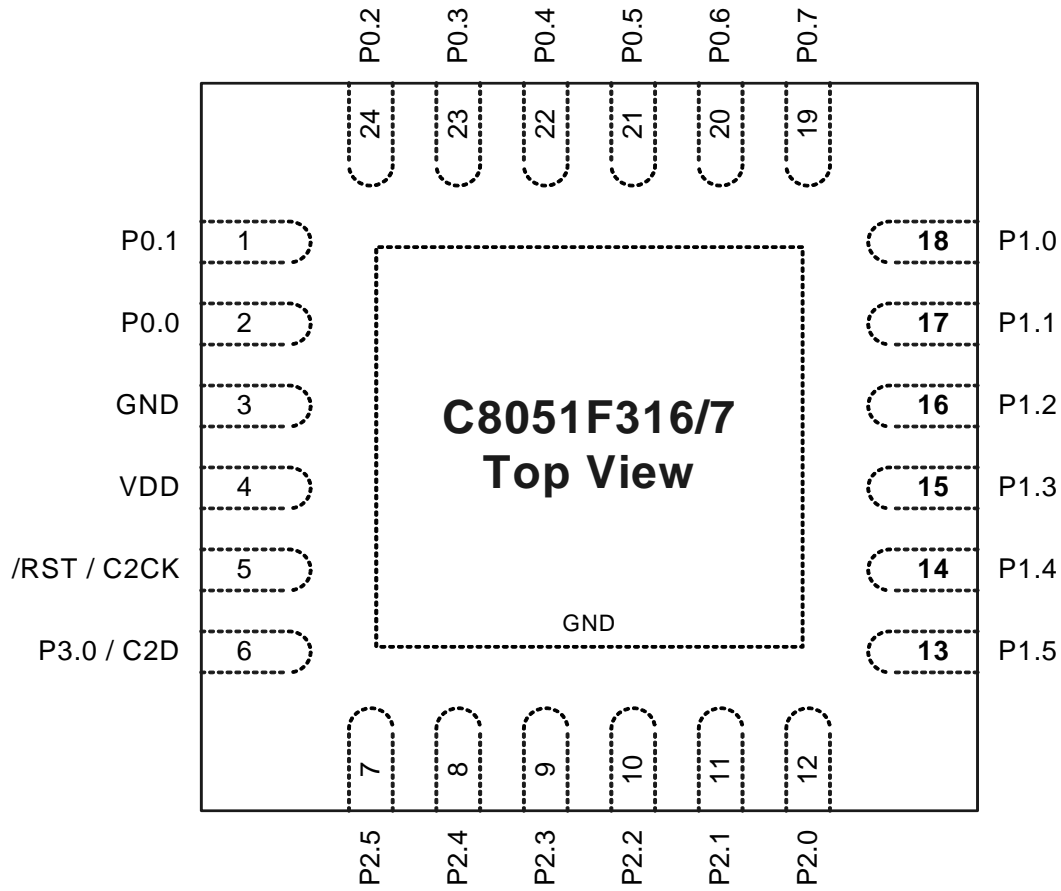 P0.2 P0.3 P0.4 P0.5 P0.6 P0.7
24 23 22 21 20 19
P0.1 1 18 P1.0
P0.0 2 17 P1.1
GND 3 16 P1.2
C8051F316/7
Top View
VDD 4 15 P1.3
/RST / C2CK 5 14 P1.4
GND
P3.0 / C2D 6 13 P1.5
7 8 9 10 11 12
P2.5 P2.4 P2.3 P2.2 P2.1 P2.0